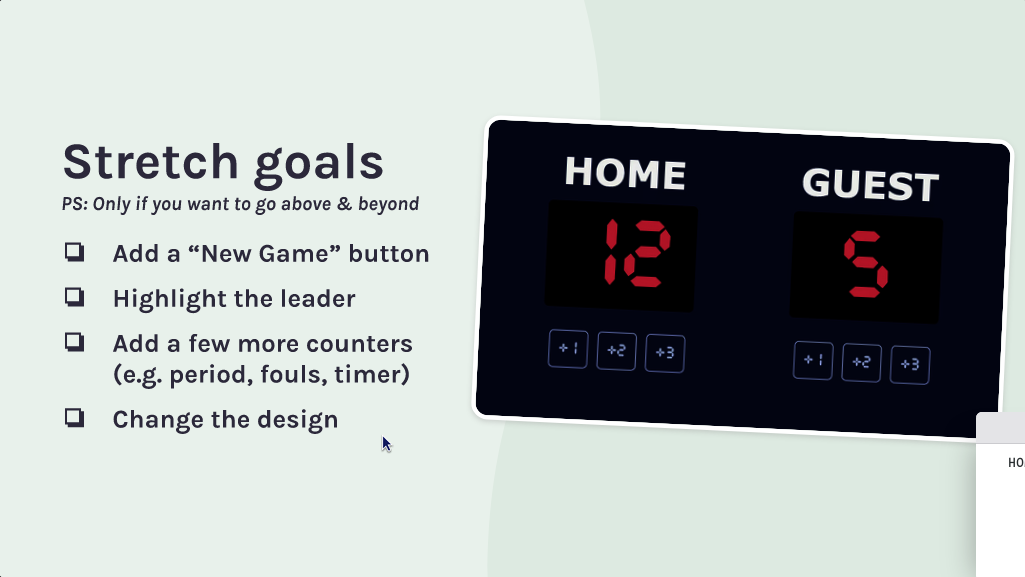 Stretch goals
PS: Only if you want to go above & beyond
Add a “New Game” button
Highlight the leader
Add a few more counters
(e.g. period, fouls, timer)
Change the design
HOME
GUEST
12
5
+1 +2 +3
+1 +2 +3